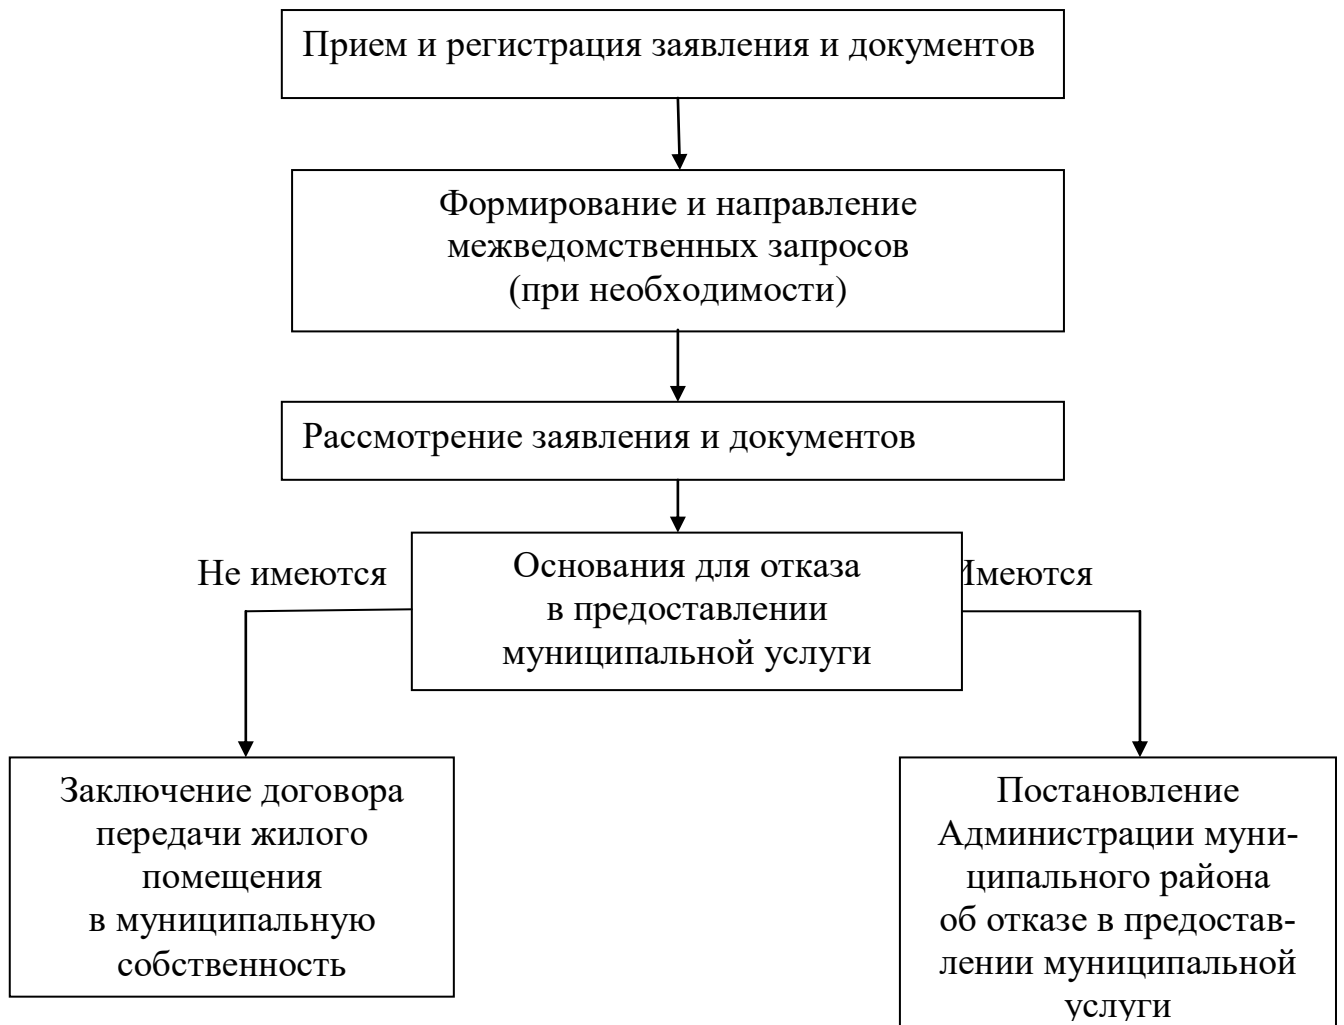 Прием и регистрация заявления и документов
Формирование и направление
межведомственных запросов
(при необходимости)
Рассмотрение заявления и документов
Не имеются
Основания для отказа
в предоставлении
муниципальной услуги
Имеются
Заключение договора
передачи жилого
помещения
в муниципальную
собственность
Постановление
Администрации муни-
ципального района
об отказе в предостав-
лении муниципальной
услуги